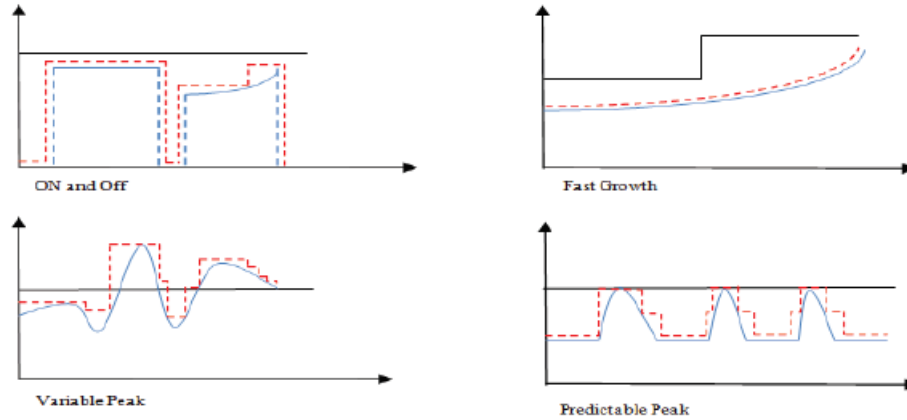 ON and Off
Fast Growth
Variable Peak
Predictable Peak